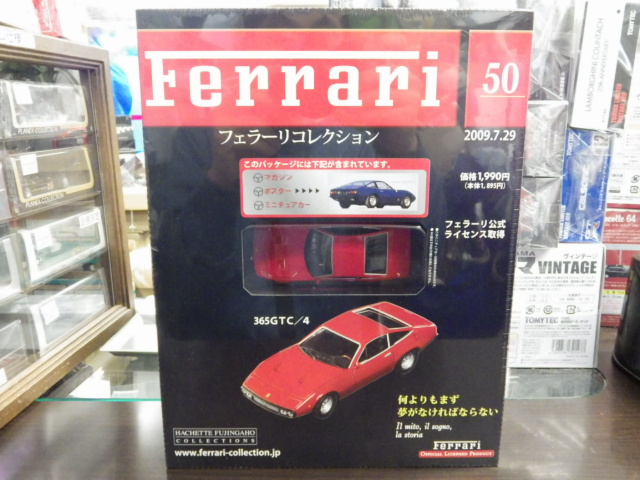 Ferrari
50
フェラーリコレクション
2009.7.29
このパッケージには下記が含まれています。
マガジン
ポスター ▶▶▶▶
ミニチュアカー
価格1,990円
(本体1,895円)
フェラーリ公式
ライセンス取得
365GTC/4
何よりもまず
夢がなければならない
Il mito, il sogno,
la storia
HACHETTE FUJINGAHO
COLLECTIONS
www.ferrari-collection.jp
Ferrari
OFFICIAL LICENSED PRODUCT
PLANEX COLLECTION
LAMBORGHINI COUNTACH
ヴィンテージ
VINTAGE
TOMYTEC